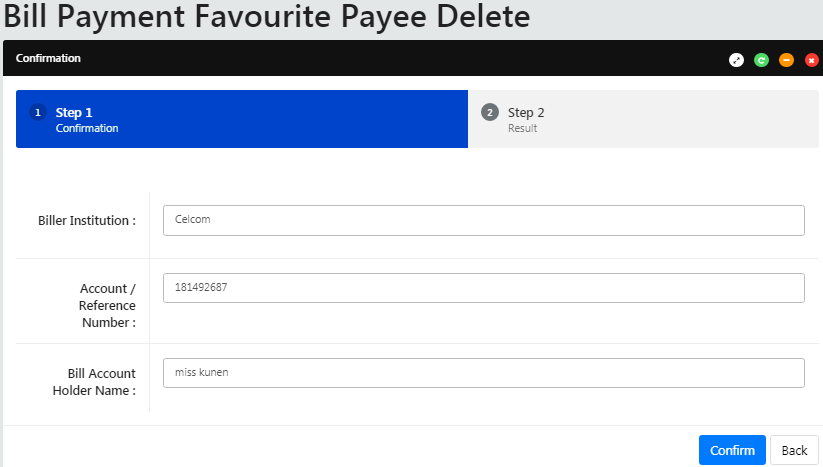 Bill Payment Favourite Payee Delete
Confirmation
1 Step 1
Confirmation
2 Step 2
Result
Biller Institution : Celcom
Account /
Reference
Number :
181492687
Bill Account
Holder Name :
miss kunen
Confirm Back